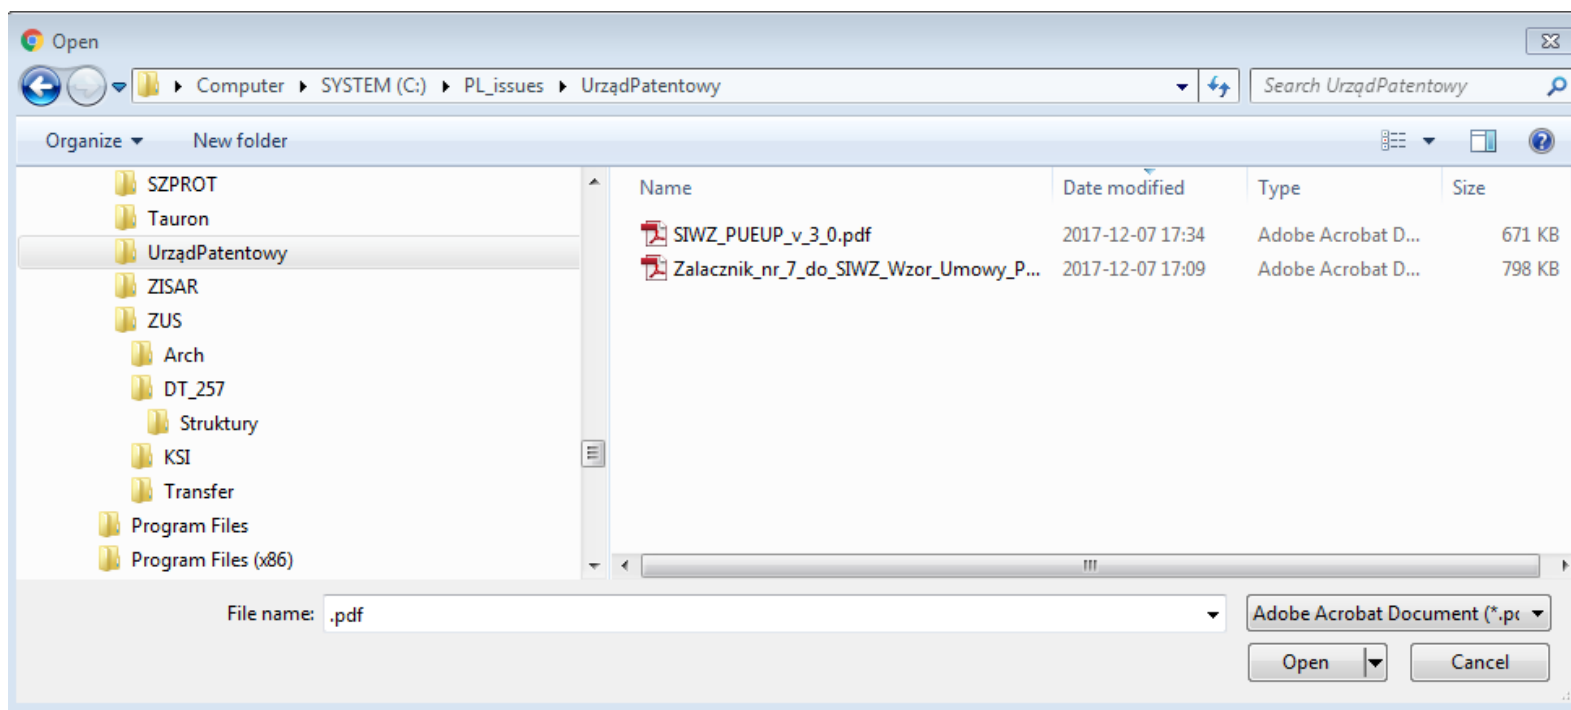 Open
Computer SYSTEM (C:) PL_issues UrządPatentowy
Search UrządPatentowy
Organize New folder
SZPROT
Tauron
UrządPatentowy
ZISAR
ZUS
Arch
DT_257
Struktury
KSI
Transfer
Program Files
Program Files (x86)
Name Date modified Type Size
SIWZ_PUEUP_v_3_0.pdf 2017-12-07 17:34 Adobe Acrobat D... 671 KB
Zalacznik_nr_7_do_SIWZ_Wzor_Umowy_P... 2017-12-07 17:09 Adobe Acrobat D... 798 KB
File name: .pdf Adobe Acrobat Document (*.pd
Open Cancel